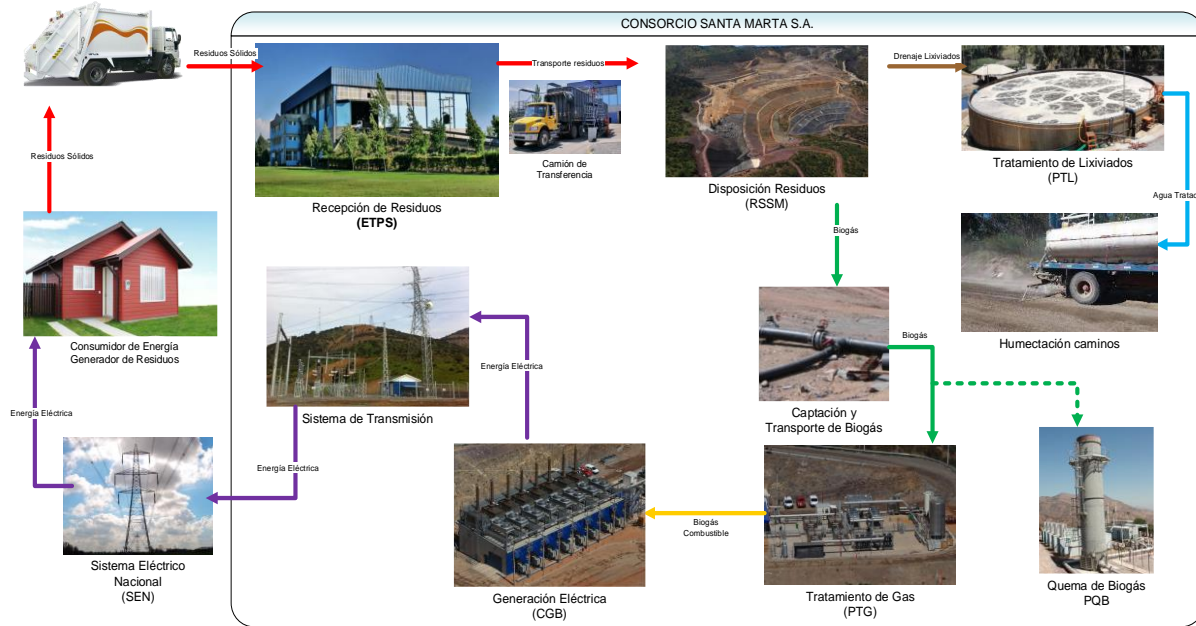 CONSORCIO SANTA MARTA S.A.
Residuos Sólidos
Transporte residuos
Drenaje Lixiviados
Residuos Sólidos
Camión de
Transferencia
Recepción de Residuos
(ETPS)
Disposición Residuos
(RSSM)
Tratamiento de Lixiviados
(PTL)
Agua Tratad
Biogás
Humectación caminos
Consumidor de Energía
Generador de Residuos
Energía Eléctrica
Biogás
Sistema de Transmisión
Captación y
Transporte de Biogás
Energía Eléctrica
Energía Eléctrica
Biogás
Combustible
Sistema Eléctrico
Nacional
(SEN)
Generación Eléctrica
(CGB)
Tratamiento de Gas
(PTG)
Quema de Biogás
PQB